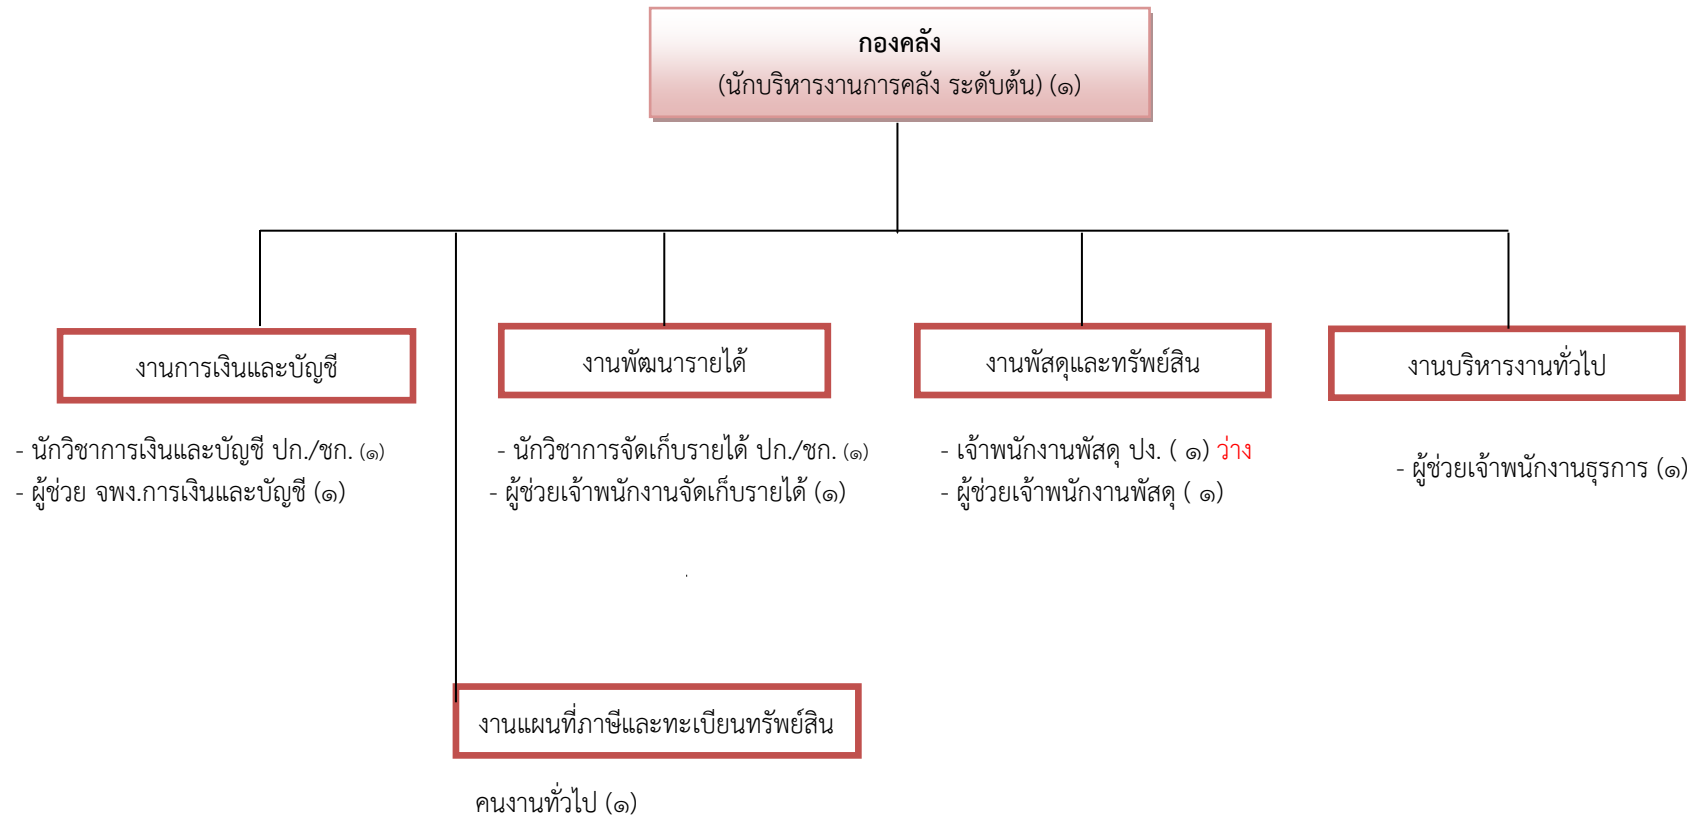 กองคลัง
(นักบริหารงานการคลัง ระดับต้น) (๑)
งานการเงินและบัญชี
- นักวิชาการเงินและบัญชี ปก./ชก. (๑)
- ผู้ช่วย จพง.การเงินและบัญชี (๑)
งานพัฒนารายได้
- นักวิชาการจัดเก็บรายได้ ปก./ชก. (๑)
- ผู้ช่วยเจ้าพนักงานจัดเก็บรายได้ (๑)
งานพัสดุและทรัพย์สิน
- เจ้าพนักงานพัสดุ ปง. ( ๑) ว่าง
- ผู้ช่วยเจ้าพนักงานพัสดุ ( ๑)
งานบริหารงานทั่วไป
- ผู้ช่วยเจ้าพนักงานธุรการ (๑)
งานแผนที่ภาษีและทะเบียนทรัพย์สิน
คนงานทั่วไป (๑)